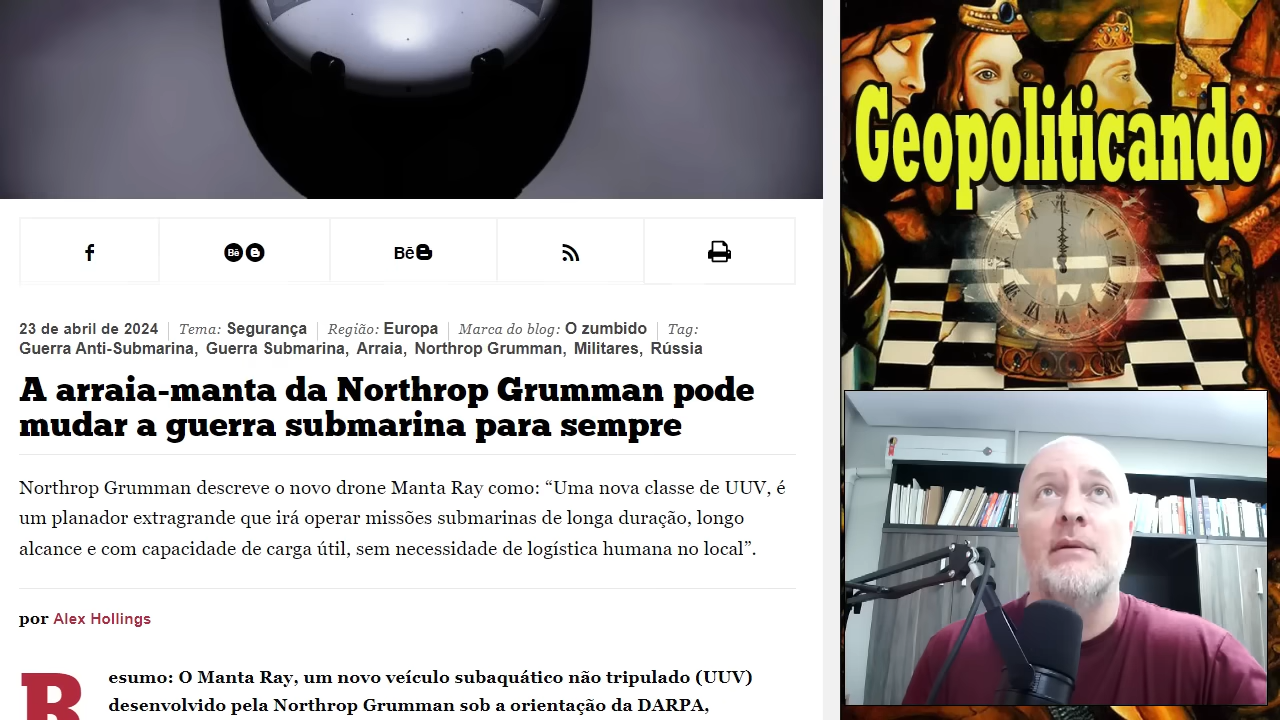 23 de abril de 2024 | Tema: Segurança | Região: Europa | Marca do blog: O zumbido | Tag:
Guerra Anti-Submarina, Guerra Submarina, Arraia, Northrop Grumman, Militares, Rússia
A arraia-manta da Northrop Grumman pode
mudar a guerra submarina para sempre
Northrop Grumman descreve o novo drone Manta Ray como: “Uma nova classe de UUV, é
um planador extragrande que irá operar missões submarinas de longa duração, longo
alcance e com capacidade de carga útil, sem necessidade de logística humana no local”.
por Alex Hollings
Resumo: O Manta Ray, um novo veículo subaquático não tripulado (UUV)
desenvolvido pela Northrop Grumman sob a orientação da DARPA,
Geopoliticando